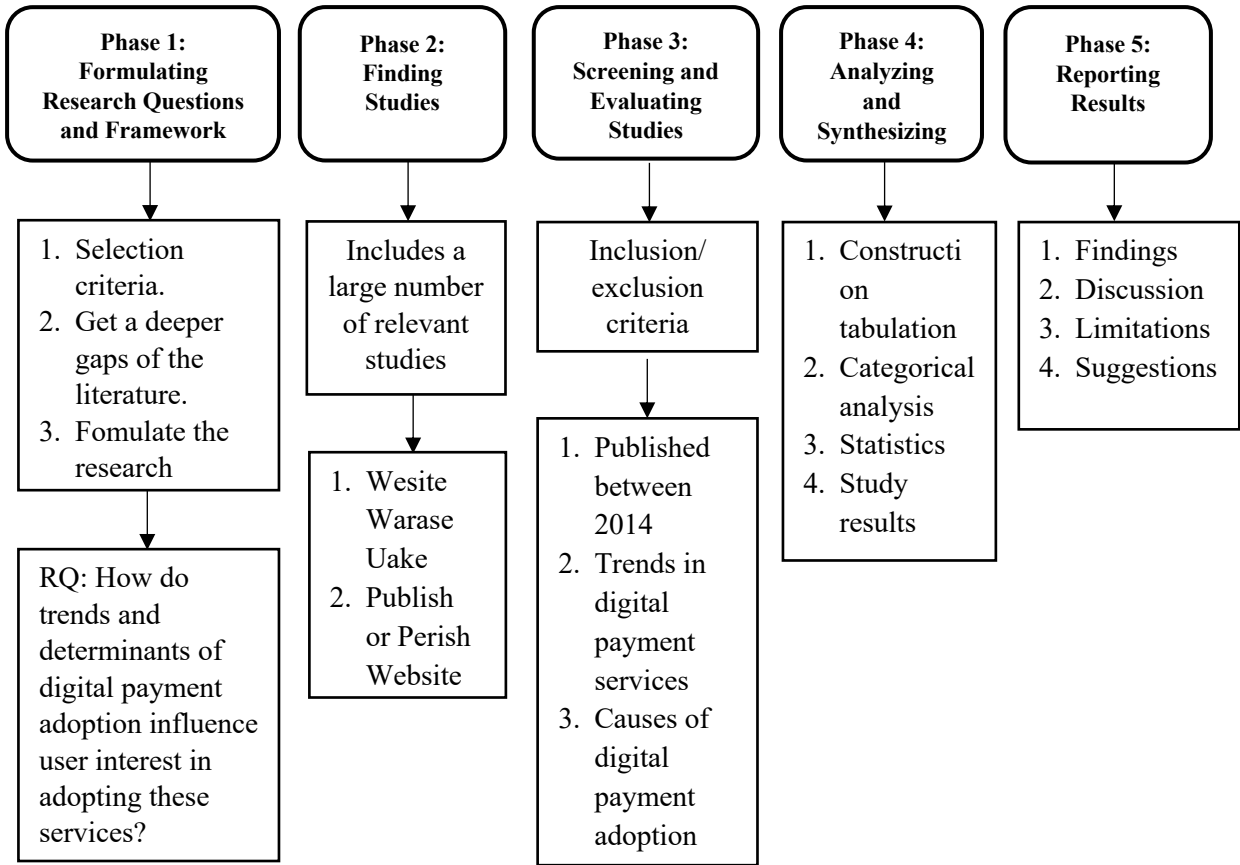 Phase 1:
Formulating
Research Questions
and Framework
1. Selection
criteria.
2. Get a deeper
gaps of the
literature.
3. Fomulate the
research
RQ: How do
trends and
determinants of
digital payment
adoption influence
user interest in
adopting these
services?
Phase 2:
Finding
Studies
Includes a
large number
of relevant
studies
1. Wesite
Warase
Uake
2. Publish
or Perish
Website
Phase 3:
Screening and
Evaluating
Studies
Inclusion/
exclusion
criteria
1. Published
between
2014
2. Trends in
digital
payment
services
3. Causes of
digital
payment
adoption
Phase 4:
Analyzing
and
Synthesizing
1. Constructi
on
tabulation
2. Categorical
analysis
3. Statistics
4. Study
results
Phase 5:
Reporting
Results
1. Findings
2. Discussion
3. Limitations
4. Suggestions